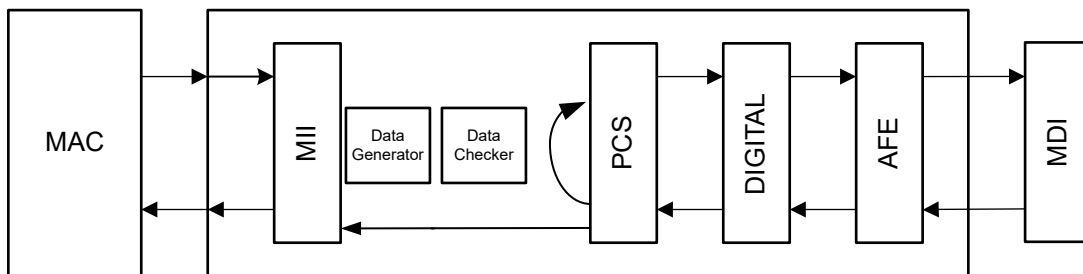 MAC
MII
Data
Generator
Data
Checker
PCS
DIGITAL
AFE
MDI